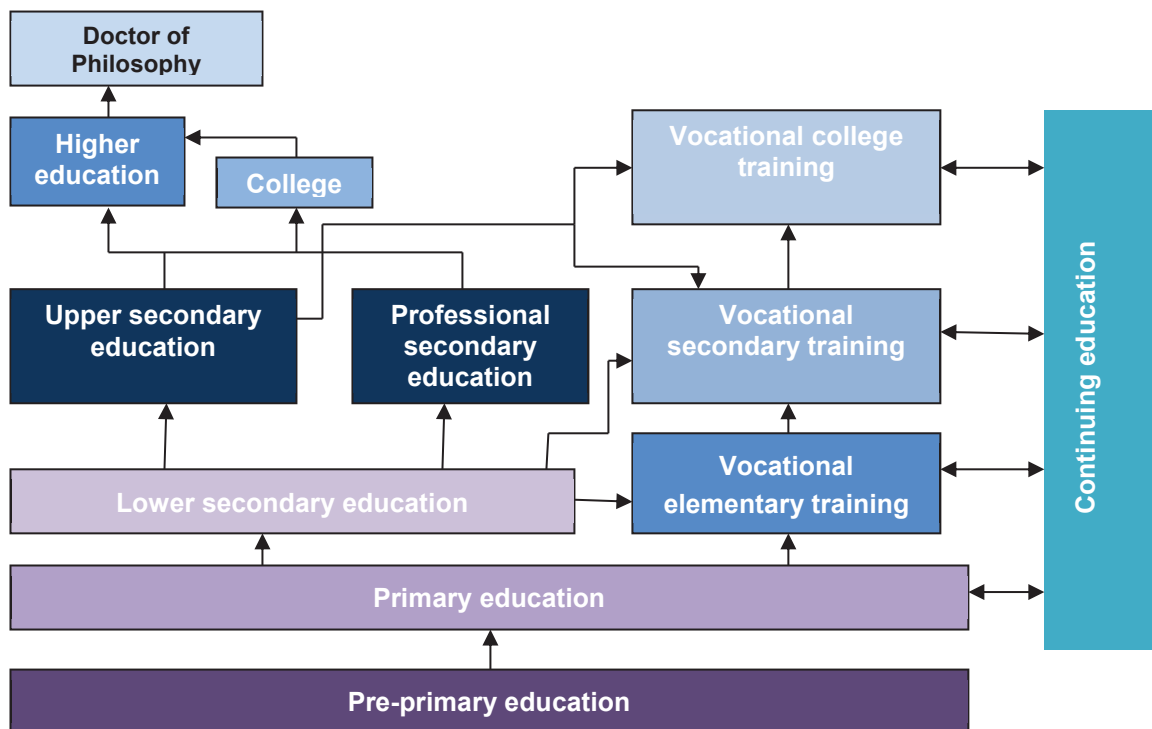 Doctor of
Philosophy
Higher
education
College
Vocational college
training
Upper secondary
education
Professional
secondary
education
Vocational
secondary training
Continuing education
Lower secondary education
Vocational
elementary training
Primary education
Pre-primary education